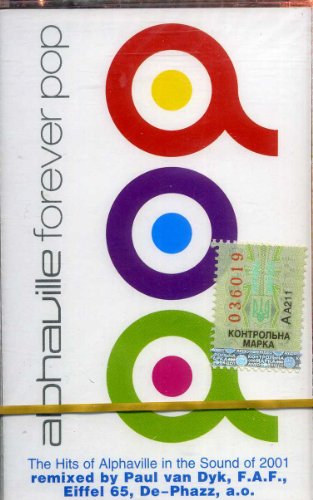 alphaville forever pop
036019
А А211
КОНТРОЛЬНА
МАРКА
The Hits of Alphaville in the Sound of 2001
remixed by Paul van Dyk, F.A.F.,
Eiffel 65, De-Phazz, a.o.